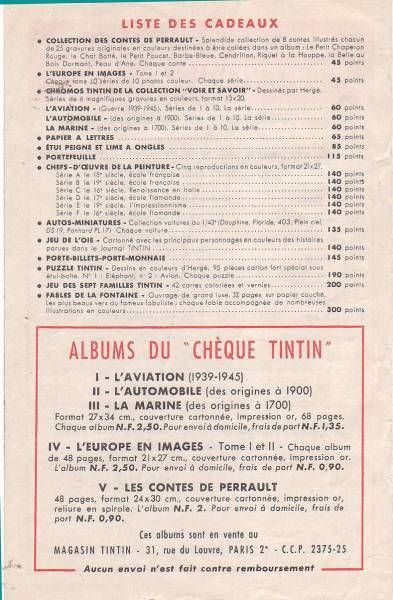 LISTE DES CADEAUX
• COLLECTION DES CONTES DE PERRAULT - Splendide collection de 8 contes illustrés chacun
de 25 gravures originales en couleurs destinées à être collées dans un album : Le Petit Chaperon
Rouge, le Chat Botté, le Petit Poucet, Barbe-Bleue, Cendrillon, Riquet à la Houppe, la Belle au
Bois Dormant, Peau d'Ane. Chaque conte 45 points
• L'EUROPE EN IMAGES - Tome 1 et 2
Chaque tome 10 séries de 10 photos couleur. Chaque série 45 points
• CHROMOS TINTIN DE LA COLLECTION "VOIR ET SAVOIR" - Dessinés par Hergé.
Séries de 6 magnifiques gravures en couleurs, format 15x20.
L'AVIATION - (Guerre 1939-1945). Séries de 1 à 10. La série 60 points
L'AUTOMOBILE - (des origines à 1900). Séries de 1 à 10. La série 60 points
LA MARINE - (des origines à 1700). Séries de 1 à 10. La série 60 points
• PAPIER A LETTRES 65 points
• ÉTUI PEIGNE ET LIME A ONGLES 85 points
• PORTEFEUILLE 115 points
• CHEFS-D'ŒUVRE DE LA PEINTURE - Cinq reproductions en couleurs, format 21x27.
Série A le 18e siècle, école française 140 points
Série B le 19e siècle, école française 140 points
Série C le 16e siècle, Renaissance en Italie 140 points
Série D le 17e siècle, école flamande 140 points
Série E le 19e siècle, l'Impressionnisme 140 points
Série F le 16e siècle, école flamande 140 points
• AUTOS-MINIATURES - Collection voitures au 1/43e (Dauphine, Floride, 403, Plein ciel,
DS 19, Panhard PL 17) Chaque voiture 135 points
• JEU DE L'OIE - Cartonné avec les principaux personnages en couleurs des histoires
parues dans le Journal TINTIN 140 points
• PORTE-BILLETS-PORTE-MONNAIE 145 points
• PUZZLE TINTIN - Dessins en couleurs d'Hergé, 95 pièces carton fort spécial sous
étui-boîte. N° 1 : Eléphant, n° 2 : Avion. Chaque puzzle 190 points
• JEU DES SEPT FAMILLES TINTIN - 42 cartes coloriées et vernies 200 points
• FABLES DE LA FONTAINE - Ouvrage de grand luxe, 32 pages sur papier couché,
les plus beaux vers du fameux fabuliste ; chaque fable accompagnée de nombreuses
illustrations en couleurs 300 points
ALBUMS DU "CHÈQUE TINTIN"
I - L'AVIATION (1939-1945)
II - L'AUTOMOBILE (des origines à 1900)
III - LA MARINE (des origines à 1700)
Format 27x34 cm, couverture cartonnée, Impression or, 68 pages.
Chaque album N.F. 2,50. Pour envoi à domicile, frais de port N.F. 1,35.
IV - L'EUROPE EN IMAGES - Tome I et II - Chaque album
de 48 pages, format 21x27 cm, couverture cartonnée, impression or.
L'album N.F. 2,50. Pour envoi à domicile, frais de port N.F. 0,90.
V - LES CONTES DE PERRAULT
48 pages, format 24x30 cm, couverture cartonnée, impression or,
reliure en spirale. L'album N.F. 2. Pour envoi à domicile, frais de port
N.F. 0,90.
Ces albums sont en vente au
MAGASIN TINTIN - 31, rue du Louvre, PARIS 2e - C.C.P. 2375-25
Aucun envoi n'est fait contre remboursement